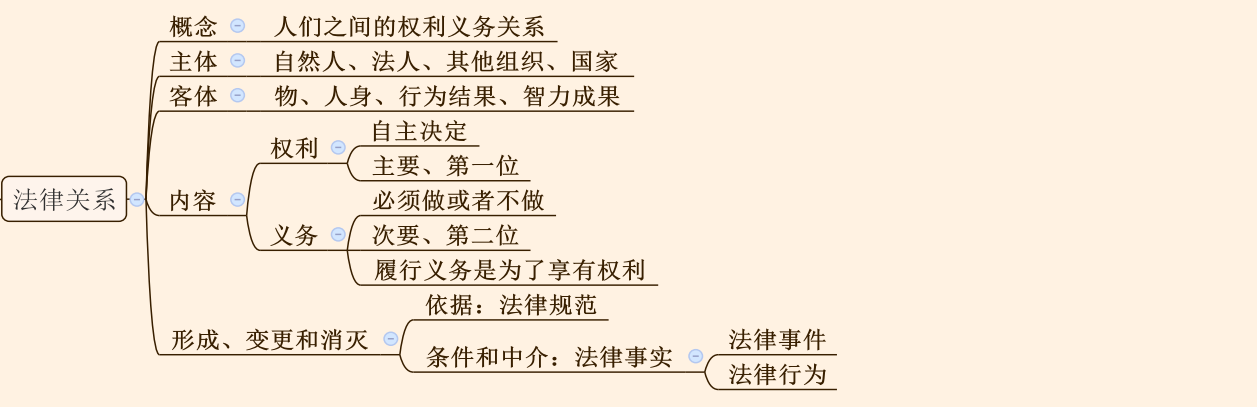 法律关系
概念
人们之间的权利义务关系
主体
自然人、法人、其他组织、国家
客体
物、人身、行为结果、智力成果
内容
权利
自主决定
主要、第一位
义务
必须做或者不做
次要、第二位
履行义务是为了享有权利
形成、变更和消灭
依据：法律规范
条件和中介：法律事实
法律事件
法律行为